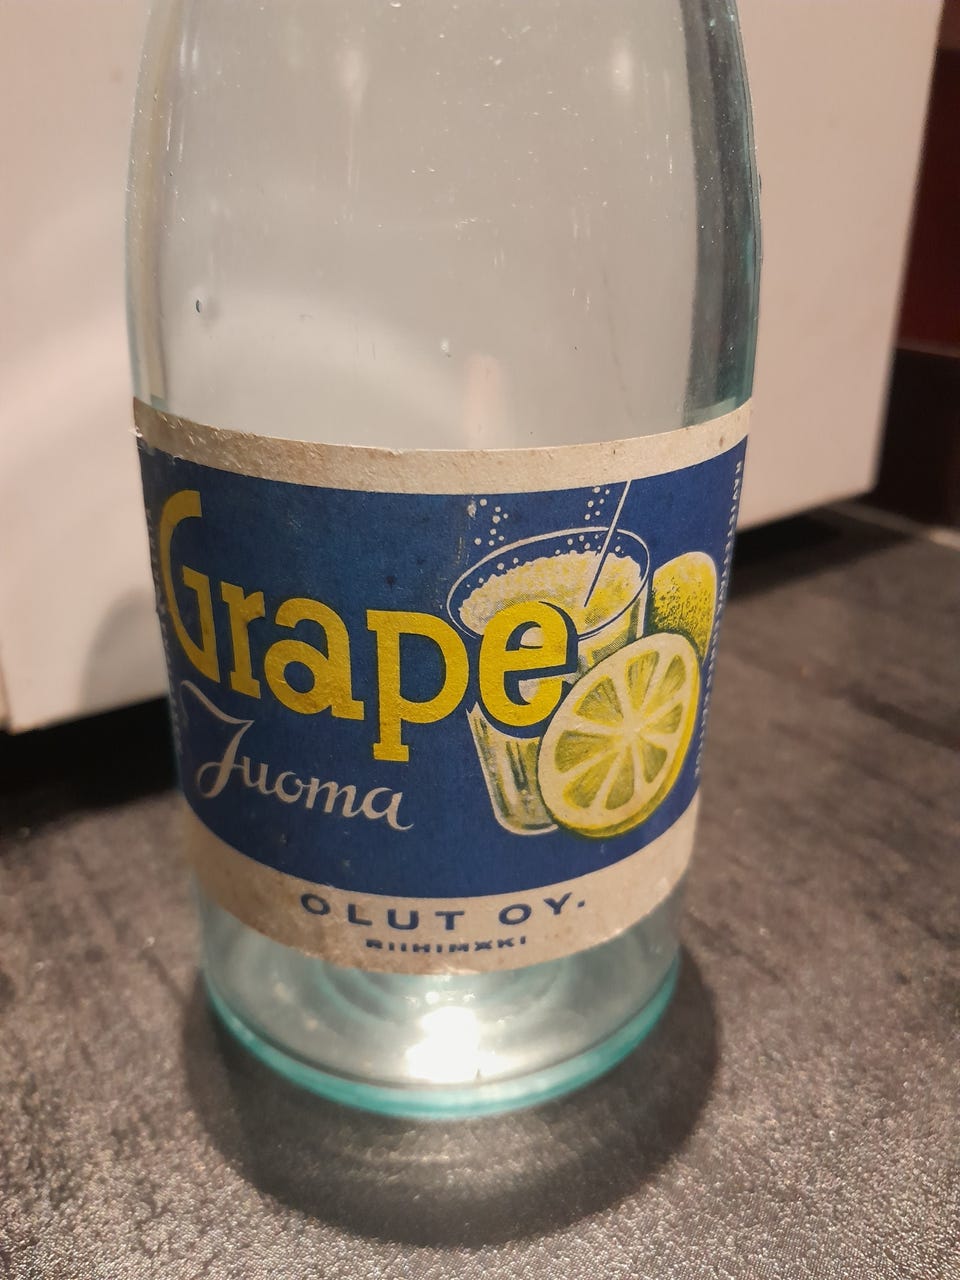 Grape
Juoma
OLUT OY.
RIIHIMÄKI